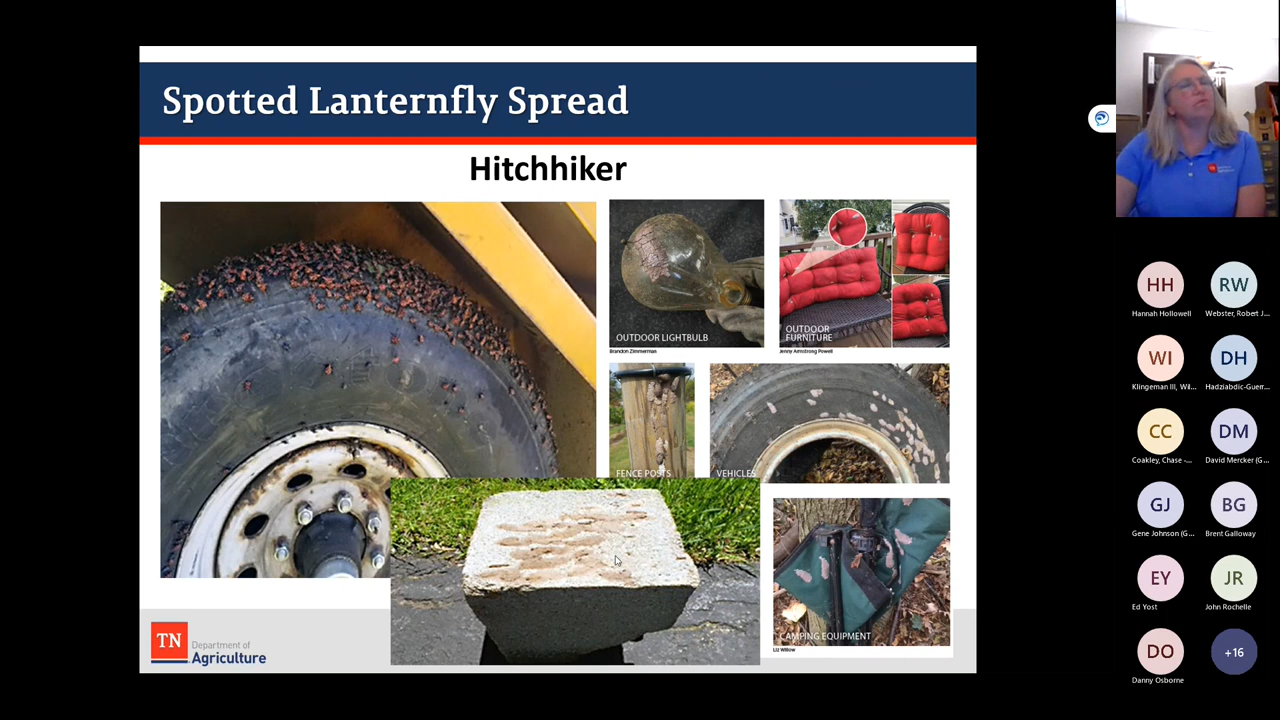 Spotted Lanternfly Spread
Hitchhiker
OUTDOOR LIGHTBULB
Brandon Zimmerman
OUTDOOR
FURNITURE
Jenny Armstrong Powell
FENCE POSTS
VEHICLES
CAMPING EQUIPMENT
Liz Willow
TN
Department of
Agriculture
HH
Hannah Hollowell
RW
Webster, Robert J...
WI
Klingeman III, Wil...
DH
Hadziabdic-Guerr...
CC
Coakley, Chase -...
DM
David Mercker (G...
GJ
Gene Johnson (G...
BG
Brent Galloway
EY
Ed Yost
JR
John Rochelle
DO
Danny Osborne
+16